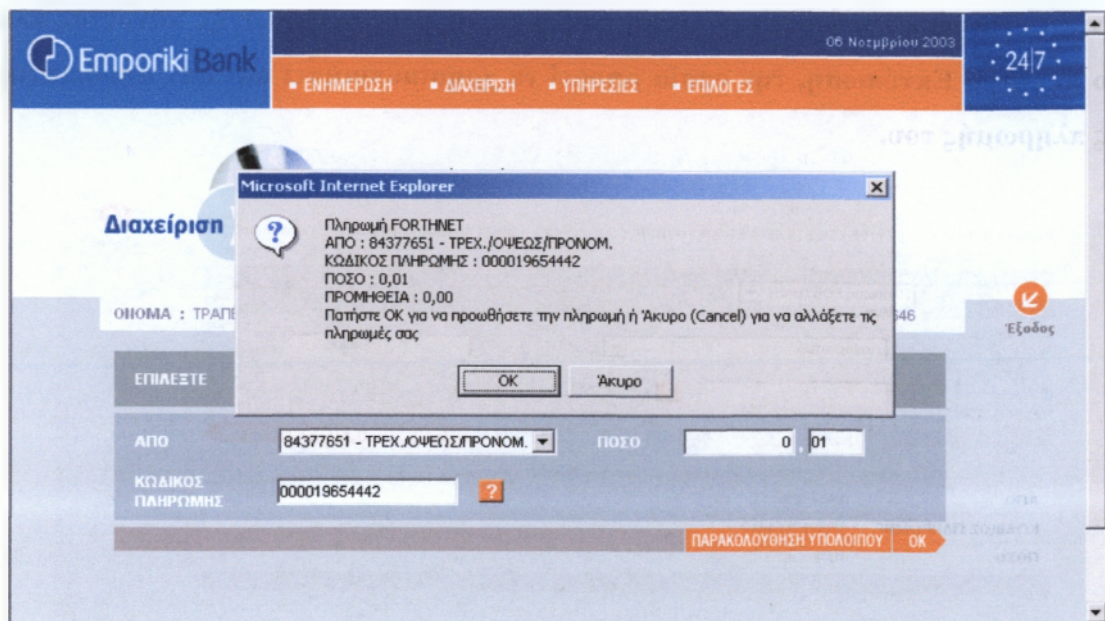 Emporiki Bank
06 Νοεμβρίου 2003
24|7
ΕΝΗΜΕΡΩΣΗ ΔΙΑΧΕΙΡΙΣΗ ΥΠΗΡΕΣΙΕΣ ΕΠΙΛΟΓΕΣ
Διαχείριση
Microsoft Internet Explorer
Πληρωμή FORTHNET
ΑΠΟ : 84377651 - ΤΡΕΧ./ΟΨΕΩΣ/ΠΡΟΝΟΜ.
ΚΩΔΙΚΟΣ ΠΛΗΡΩΜΗΣ : 000019654442
ΠΟΣΟ : 0,01
ΠΡΟΜΗΘΕΙΑ : 0,00
Πατήστε OK για να προωθήσετε την πληρωμή ή Άκυρο (Cancel) για να αλλάξετε τις
πληρωμές σας
OK Άκυρο
ΟΝΟΜΑ : ΤΡΑΠΕ 646
Έξοδος
ΕΠΙΛΕΞΤΕ
ΑΠΟ 84377651 - ΤΡΕΧ./ΟΨΕΩΣ/ΠΡΟΝΟΜ. ΠΟΣΟ 0 , 01
ΚΩΔΙΚΟΣ
ΠΛΗΡΩΜΗΣ 000019654442 ?
ΠΑΡΑΚΟΛΟΥΘΗΣΗ ΥΠΟΛΟΙΠΟΥ OK